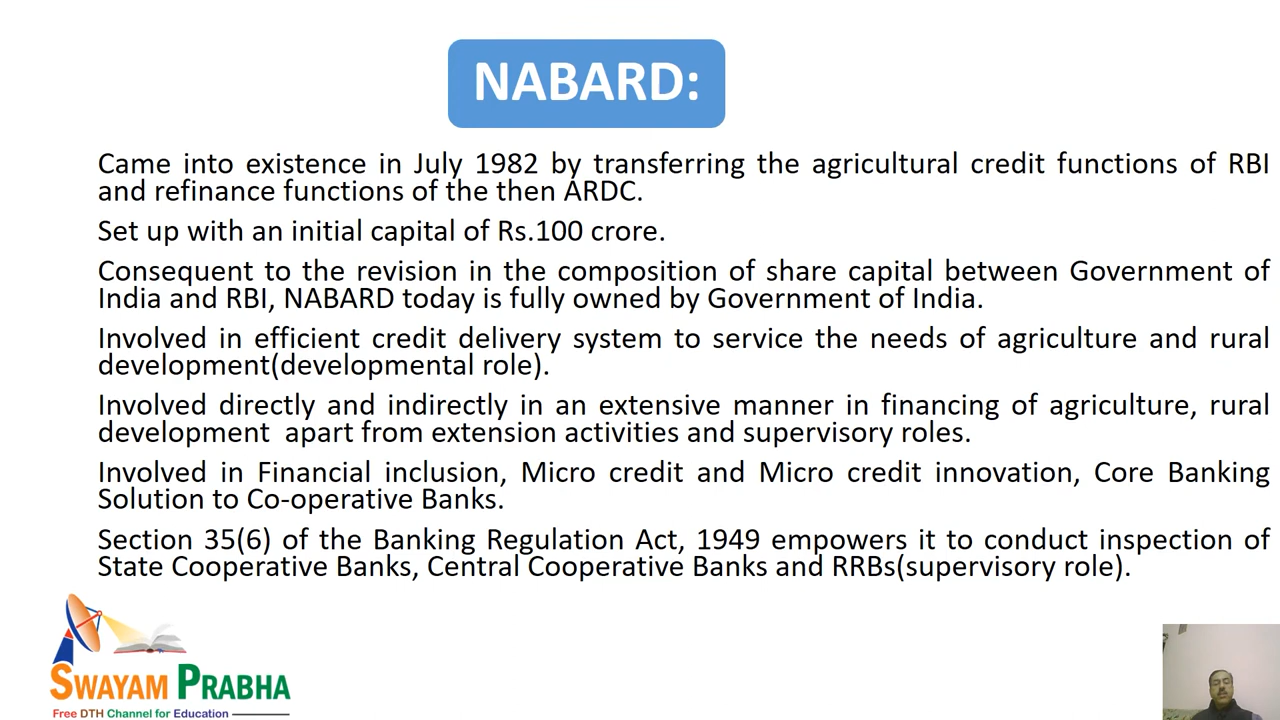 NABARD:
Came into existence in July 1982 by transferring the agricultural credit functions of RBI
and refinance functions of the then ARDC.
Set up with an initial capital of Rs.100 crore.
Consequent to the revision in the composition of share capital between Government of
India and RBI, NABARD today is fully owned by Government of India.
Involved in efficient credit delivery system to service the needs of agriculture and rural
development(developmental role).
Involved directly and indirectly in an extensive manner in financing of agriculture, rural
development apart from extension activities and supervisory roles.
Involved in Financial inclusion, Micro credit and Micro credit innovation, Core Banking
Solution to Co-operative Banks.
Section 35(6) of the Banking Regulation Act, 1949 empowers it to conduct inspection of
State Cooperative Banks, Central Cooperative Banks and RRBs(supervisory role).
SWAYAM PRABHA
Free DTH Channel for Education